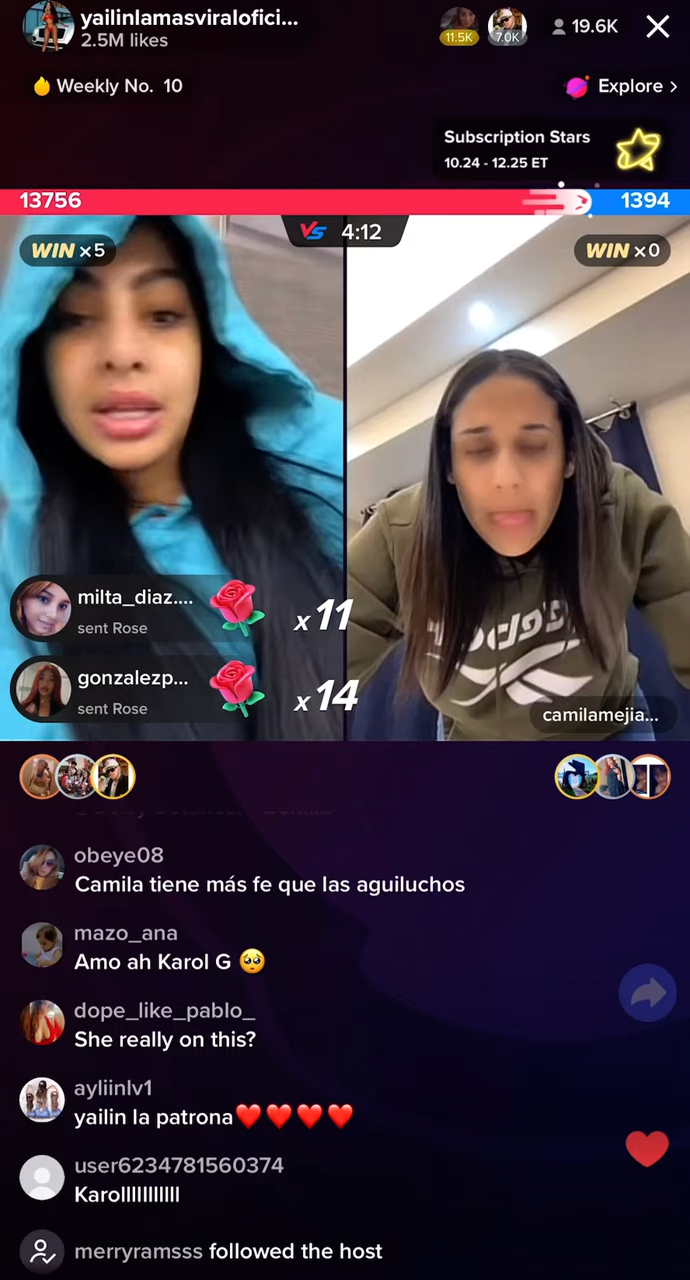 yailinlamasviralofici...
2.5M likes
11.5K
7.0K
19.6K
Weekly No. 10
Explore
Subscription Stars
10.24 - 12.25 ET
13756
1394
VS 4:12
WIN x5
WIN x0
milta_diaz....
sent Rose
x11
gonzalezp...
sent Rose
x14
camilamejia...
obeye08
Camila tiene más fe que las aguiluchos
mazo_ana
Amo ah Karol G 🥺
dope_like_pablo_
She really on this?
ayliinlv1
yailin la patrona❤️❤️❤️❤️
user6234781560374
Karolllllllllll
merryramsss followed the host